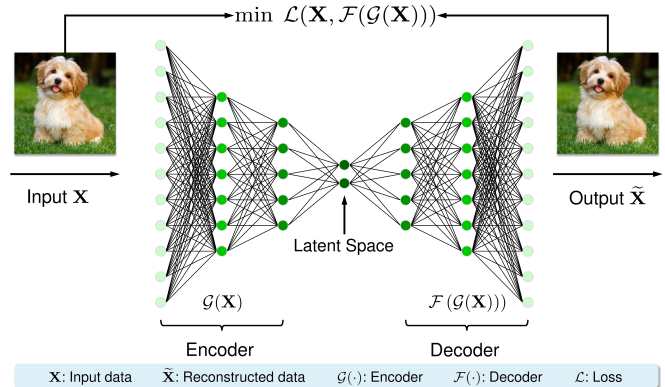 min ℒ(𝐗, ℱ(𝒢(𝐗)))
Input 𝐗
Output 𝐗̃
Latent Space
𝒢(𝐗)
ℱ(𝒢(𝐗)))
Encoder
Decoder
𝐗: Input data 𝐗̃: Reconstructed data 𝒢(·): Encoder ℱ(·): Decoder ℒ: Loss